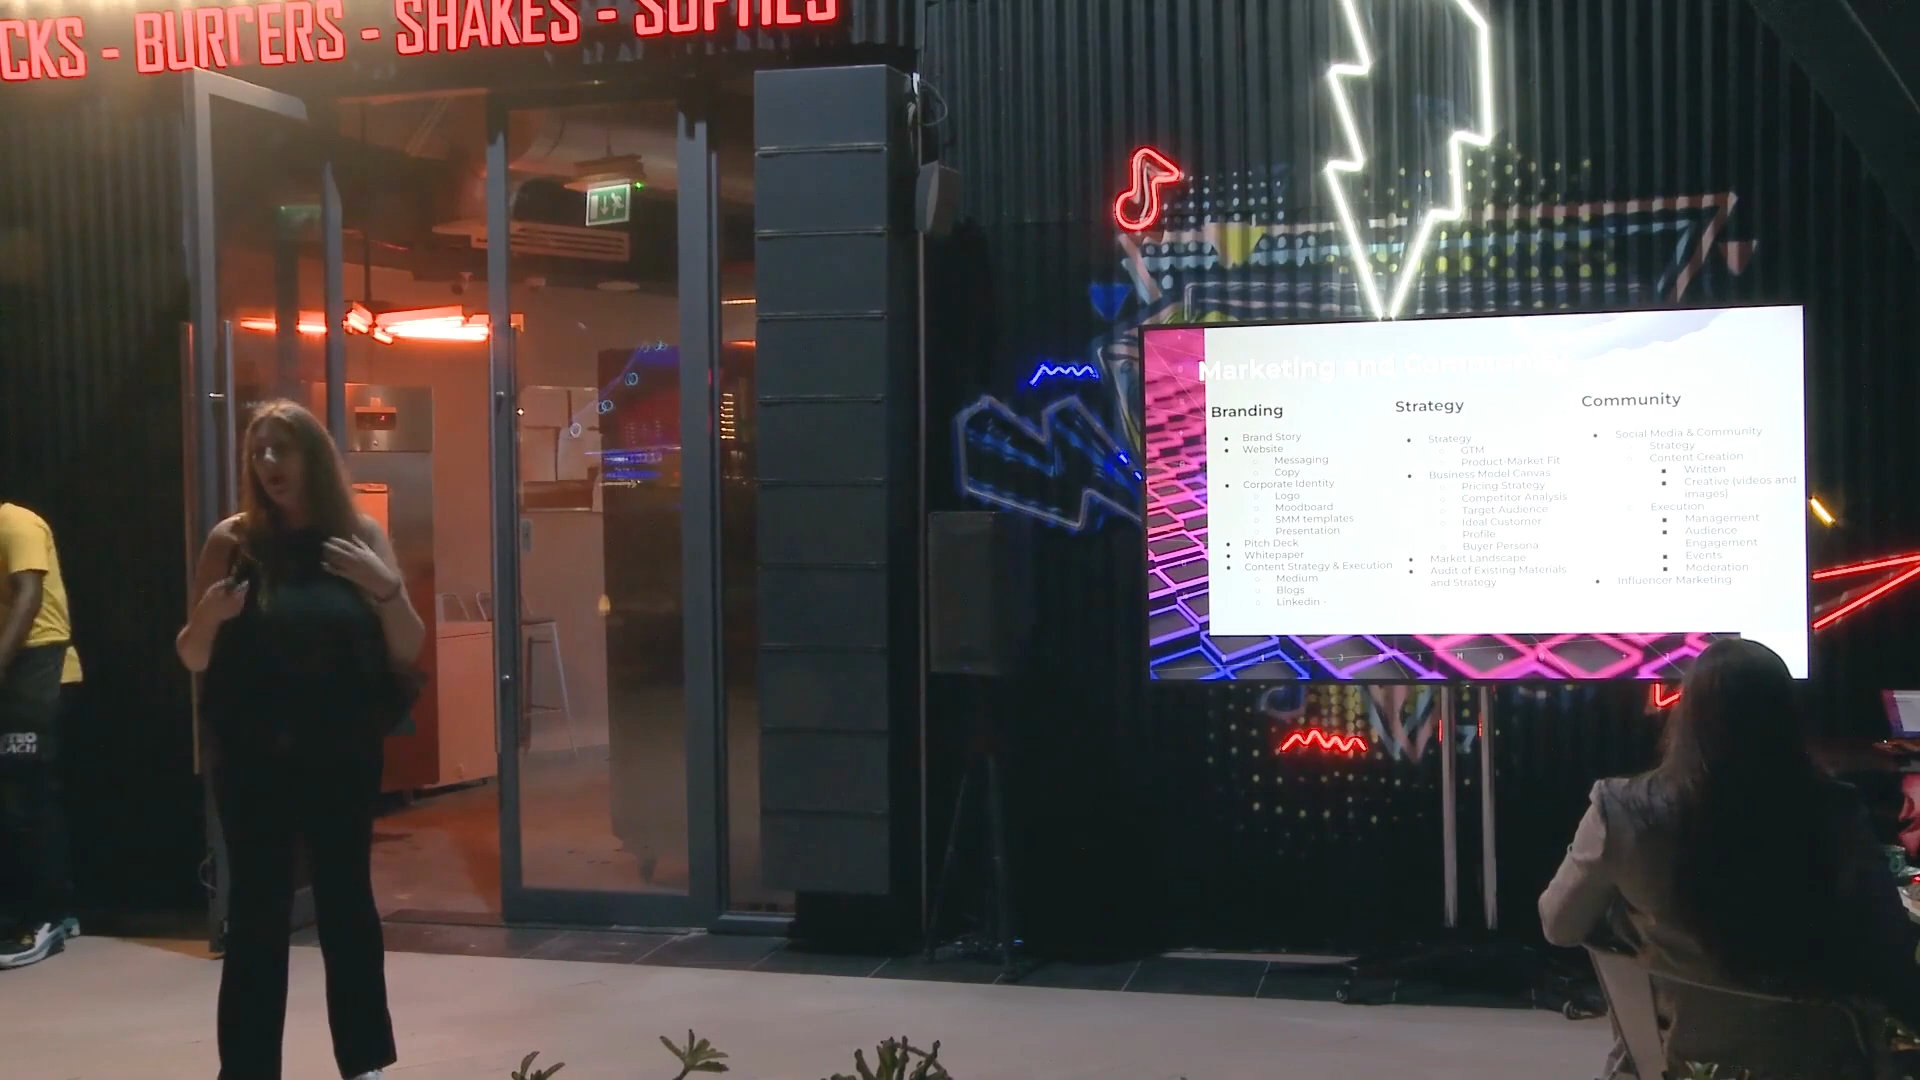 CKS - BURGERS - SHAKES - SOFTIES
Marketing and Community
Branding
Brand Story
Website
Messaging
Copy
Corporate Identity
Logo
Moodboard
SMM templates
Presentation
Pitch Deck
Whitepaper
Content Strategy & Execution
Medium
Blogs
Linkedin -
Strategy
Strategy
GTM
Product-Market Fit
Business Model Canvas
Pricing Strategy
Competitor Analysis
Target Audience
Ideal Customer
Profile
Buyer Persona
Market Landscape
Audit of Existing Materials
and Strategy
Community
Social Media & Community
Strategy
Content Creation
Written
Creative (videos and
images)
Execution
Management
Audience
Engagement
Events
Moderation
Influencer Marketing